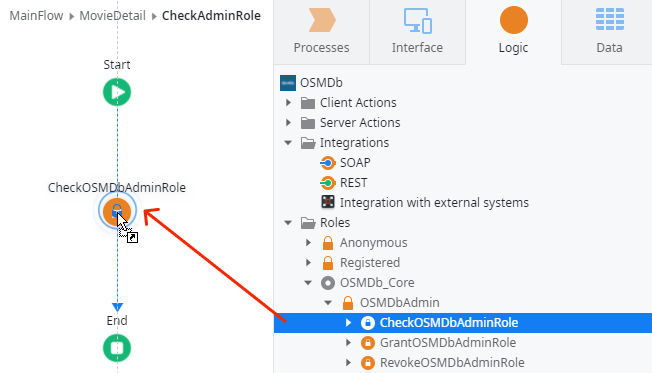 MainFlow ▸ MovieDetail ▸ CheckAdminRole
Start
CheckOSMDbAdminRole
End
Processes
Interface
Logic
Data
OSMDb
Client Actions
Server Actions
Integrations
SOAP
REST
Integration with external systems
Roles
Anonymous
Registered
OSMDb_Core
OSMDbAdmin
CheckOSMDbAdminRole
GrantOSMDbAdminRole
RevokeOSMDbAdminRole